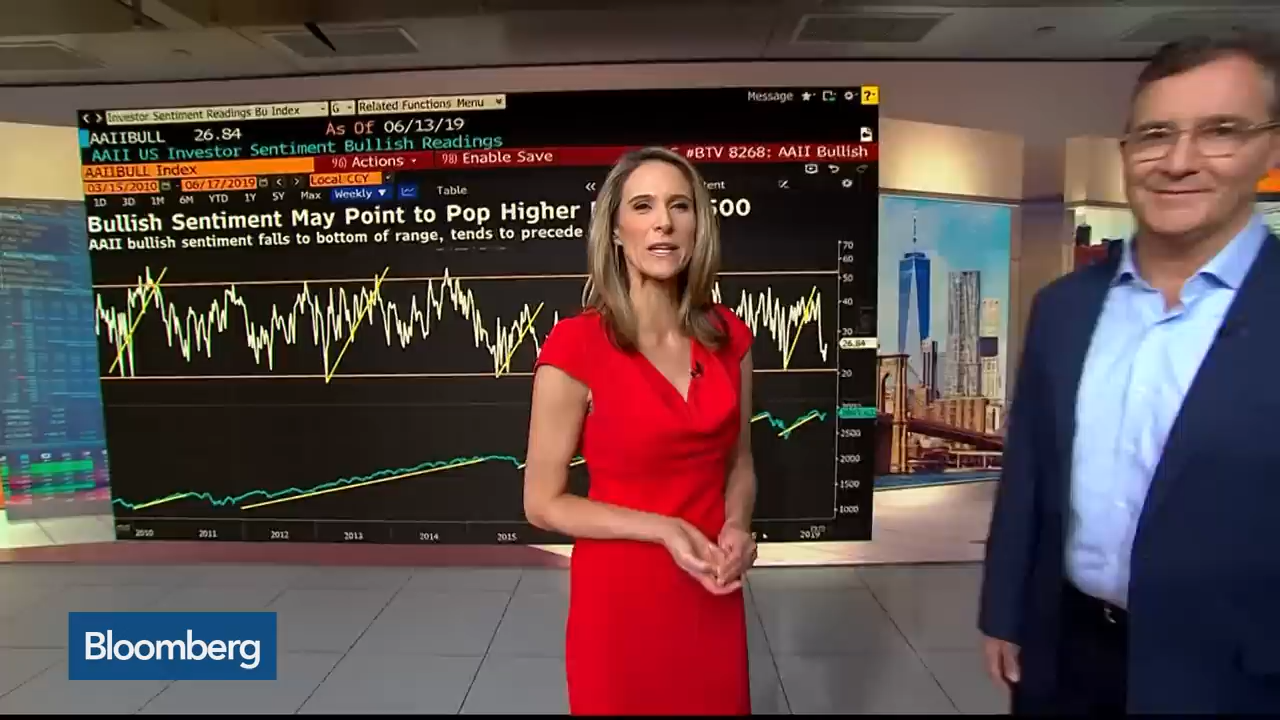 Investor Sentiment Readings Bu Index G Related Functions Menu Message
AAIIBULL 26.84 As Of 06/13/19
AAII US Investor Sentiment Bullish Readings
AAIIBULL Index 96) Actions 98) Enable Save #BTV 8268: AAII Bullish
03/15/2010 - 06/17/2019 Local CCY
1D 3D 1M 6M YTD 1Y 5Y Max Weekly Table
Bullish Sentiment May Point to Pop Higher
AAII bullish sentiment falls to bottom of range, tends to precede
70
60
50
40
30
26.84
20
2500
2000
1500
1000
2010 2011 2012 2013 2014 2015 2019
Bloomberg